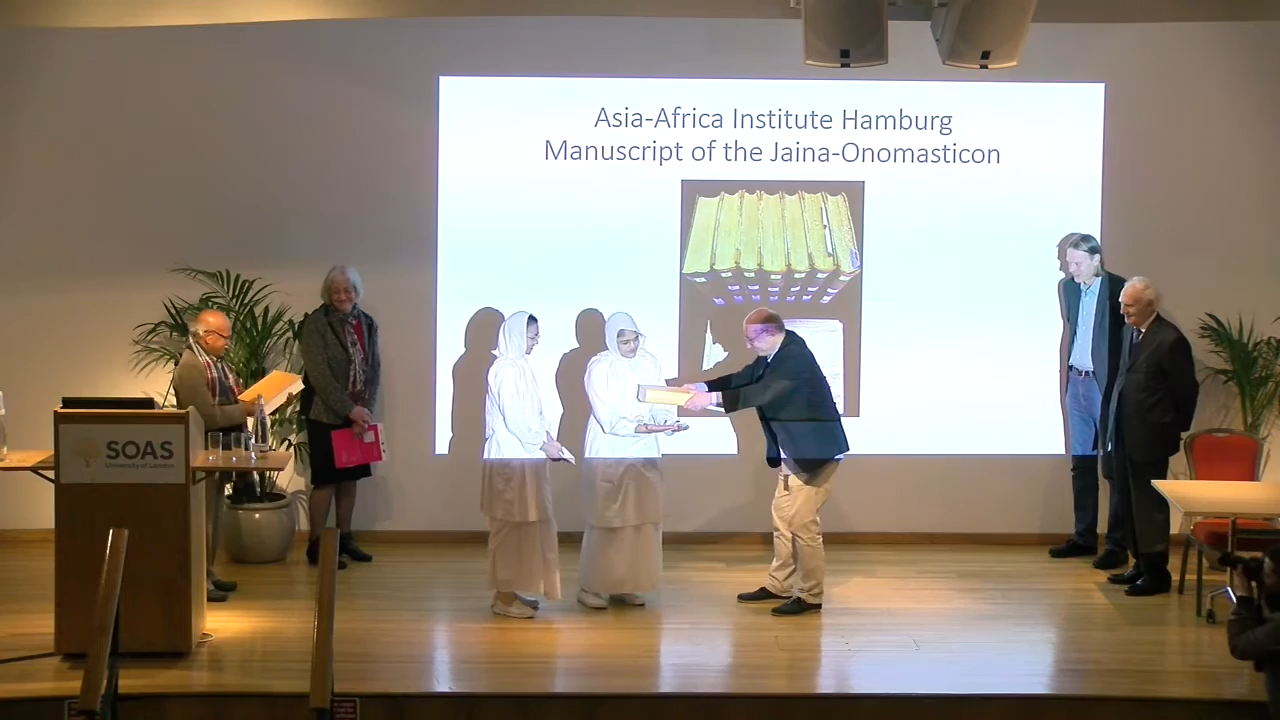 Asia-Africa Institute Hamburg
Manuscript of the Jaina-Onomasticon
SOAS
University of London